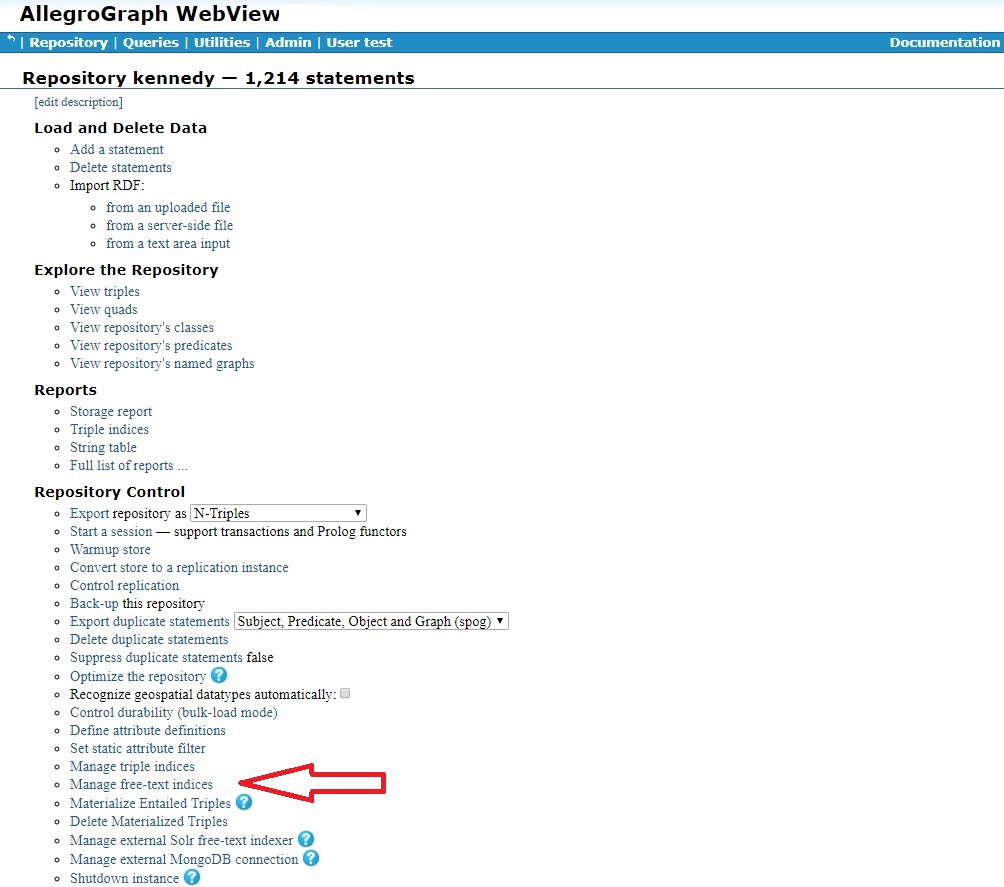 AllegroGraph WebView
| Repository | Queries | Utilities | Admin | User test Documentation
Repository kennedy — 1,214 statements
[edit description]
Load and Delete Data
Add a statement
Delete statements
Import RDF:
from an uploaded file
from a server-side file
from a text area input
Explore the Repository
View triples
View quads
View repository's classes
View repository's predicates
View repository's named graphs
Reports
Storage report
Triple indices
String table
Full list of reports ...
Repository Control
Export repository as N-Triples
Start a session — support transactions and Prolog functors
Warmup store
Convert store to a replication instance
Control replication
Back-up this repository
Export duplicate statements Subject, Predicate, Object and Graph (spog)
Delete duplicate statements
Suppress duplicate statements false
Optimize the repository ?
Recognize geospatial datatypes automatically:
Control durability (bulk-load mode)
Define attribute definitions
Set static attribute filter
Manage triple indices
Manage free-text indices
Materialize Entailed Triples ?
Delete Materialized Triples
Manage external Solr free-text indexer ?
Manage external MongoDB connection ?
Shutdown instance ?